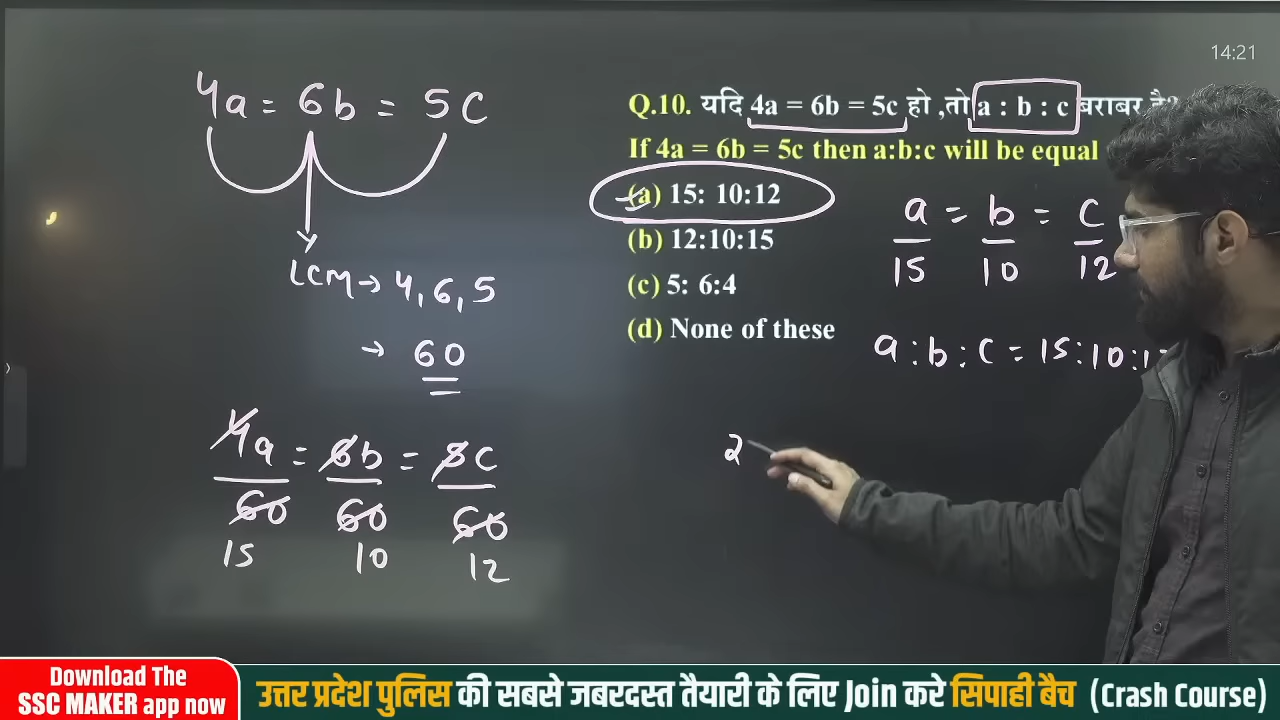 14:21
4a = 6b = 5c
LCM → 4, 6, 5
→ 60
4a = 6b = 5c
60 60 60
15 10 12
Q.10. यदि 4a = 6b = 5c हो ,तो a : b : c बराबर है?
If 4a = 6b = 5c then a:b:c will be equal
(a) 15: 10:12
(b) 12:10:15
(c) 5: 6:4
(d) None of these
a = b = c
15 10 12
a : b : c = 15 : 10 :
2
Download The
SSC MAKER app now
उत्तर प्रदेश पुलिस की सबसे जबरदस्त तैयारी के लिए Join करे सिपाही बैच (Crash Course)